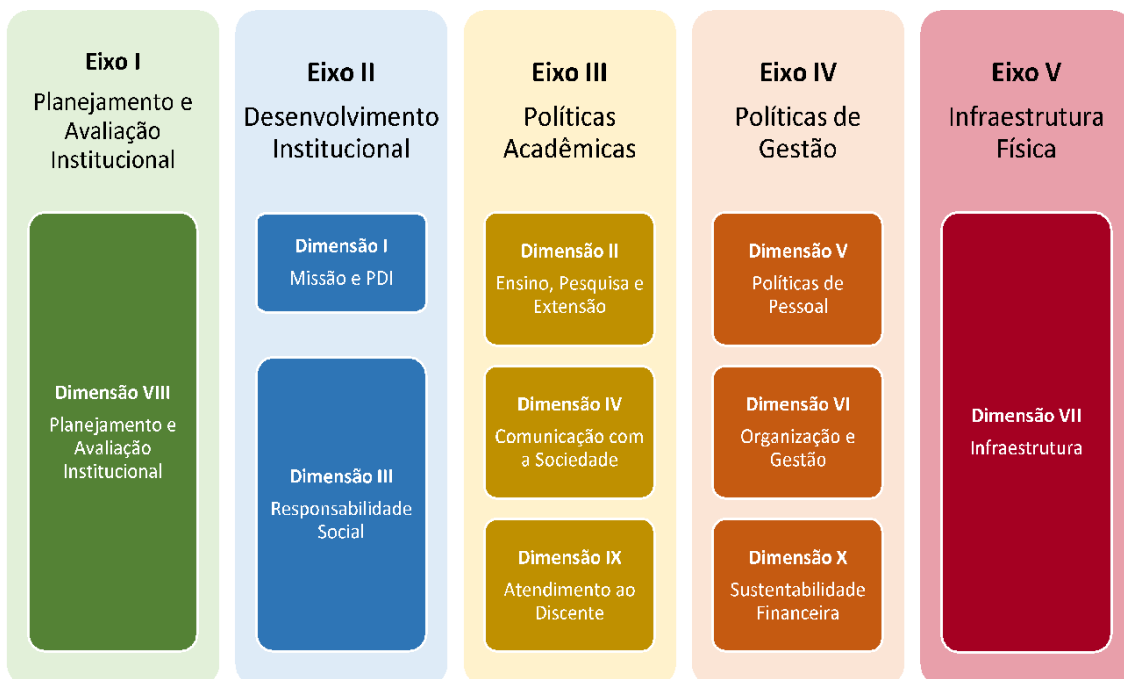 Eixo I
Planejamento e
Avaliação
Institucional
Dimensão VIII
Planejamento e
Avaliação
Institucional
Eixo II
Desenvolvimento
Institucional
Dimensão I
Missão e PDI
Dimensão III
Responsabilidade
Social
Eixo III
Políticas
Acadêmicas
Dimensão II
Ensino, Pesquisa e
Extensão
Dimensão IV
Comunicação com
a Sociedade
Dimensão IX
Atendimento ao
Discente
Eixo IV
Políticas de
Gestão
Dimensão V
Políticas de
Pessoal
Dimensão VI
Organização e
Gestão
Dimensão X
Sustentabilidade
Financeira
Eixo V
Infraestrutura
Física
Dimensão VII
Infraestrutura